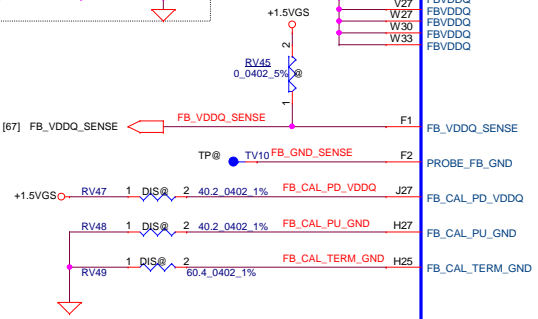 FBVDDQ
V27 FBVDDQ
W27 FBVDDQ
W30 FBVDDQ
W33 FBVDDQ
+1.5VGS
2
RV45
0_0402_5% @
1
[67] FB_VDDQ_SENSE FB_VDDQ_SENSE F1 FB_VDDQ_SENSE
TP@ TV10 FB_GND_SENSE F2 PROBE_FB_GND
+1.5VGS RV47 1 DIS@ 2 40.2_0402_1% FB_CAL_PD_VDDQ J27 FB_CAL_PD_VDDQ
RV48 1 DIS@ 2 40.2_0402_1% FB_CAL_PU_GND H27 FB_CAL_PU_GND
RV49 1 DIS@ 2 60.4_0402_1% FB_CAL_TERM_GND H25 FB_CAL_TERM_GND